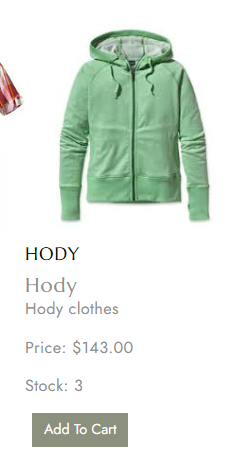 HODY
Hody
Hody clothes
Price: $143.00
Stock: 3
Add To Cart